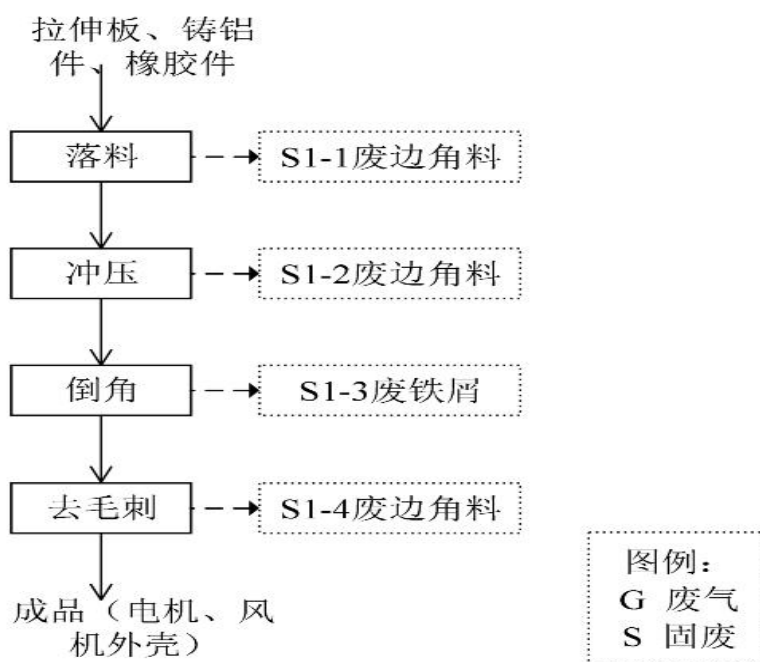 拉伸板、铸铝
件、橡胶件
落料
S1-1废边角料
冲压
S1-2废边角料
倒角
S1-3废铁屑
去毛刺
S1-4废边角料
成品（电机、风
机外壳）
图例：
G 废气
S 固废